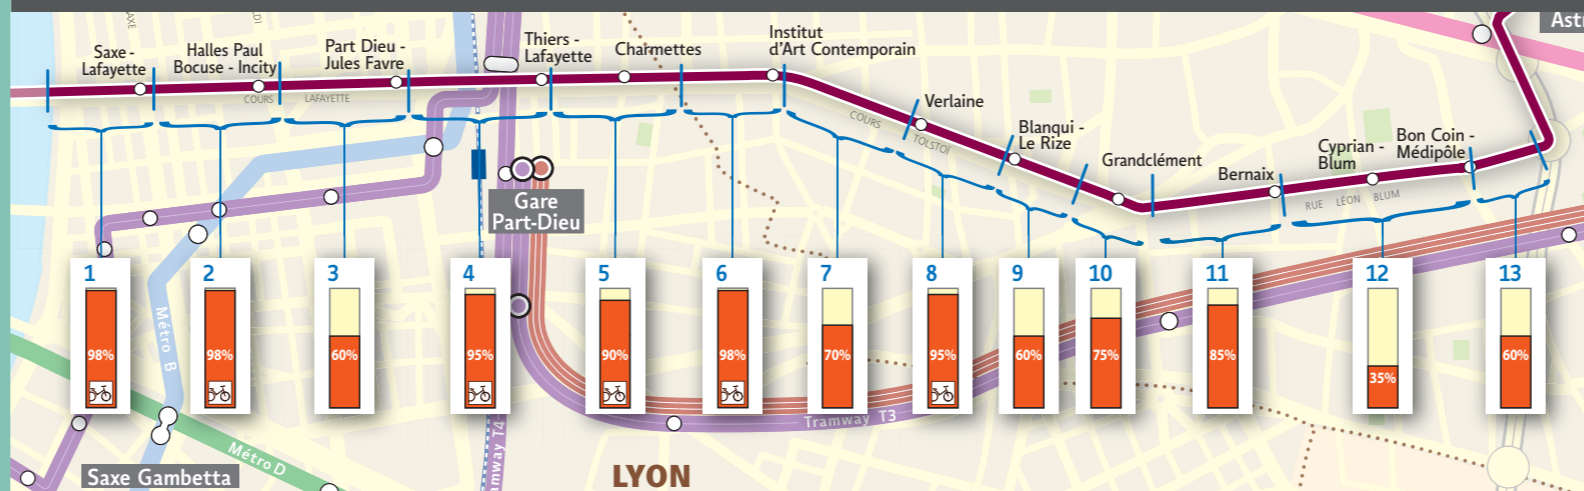 SAXE
Astr
Saxe -
Lafayette
Halles Paul
Bocuse - Incity
Part Dieu -
Jules Favre
Thiers -
Lafayette
Charmettes
Institut
d'Art Contemporain
Verlaine
Blanqui -
Le Rize
Grandclément
Bernaix
Cyprian -
Blum
Bon Coin -
Médipôle
COURS LAFAYETTE
COURS TOLSTOÏ
RUE LÉON BLUM
Gare
Part-Dieu
1
2
3
4
5
6
7
8
9
10
11
12
13
98%
98%
60%
95%
90%
98%
70%
95%
60%
75%
85%
35%
60%
Métro B
Tramway T3
amway T4
Métro D
Saxe Gambetta
LYON